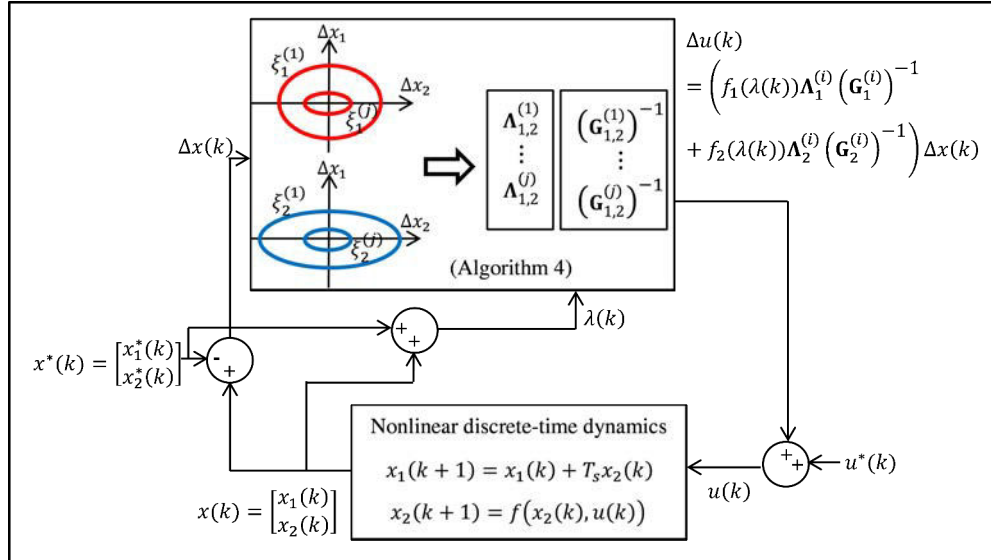 Δx₁
ξ₁⁽¹⁾
Δx₂
ξ₁⁽ʲ⁾
Δx₁
ξ₂⁽¹⁾
Δx₂
ξ₂⁽ʲ⁾
Λ₁,₂⁽¹⁾
⋮
Λ₁,₂⁽ʲ⁾
(G₁,₂⁽¹⁾)⁻¹
⋮
(G₁,₂⁽ʲ⁾)⁻¹
(Algorithm 4)
Δu(k)
= (f₁(λ(k))Λ₁⁽ⁱ⁾(G₁⁽ⁱ⁾)⁻¹
+ f₂(λ(k))Λ₂⁽ⁱ⁾(G₂⁽ⁱ⁾)⁻¹)Δx(k)
Δx(k)
λ(k)
+
+
x*(k) = [x₁*(k)
x₂*(k)]
-
+
Nonlinear discrete-time dynamics
x₁(k + 1) = x₁(k) + Tₛx₂(k)
x₂(k + 1) = f(x₂(k), u(k))
x(k) = [x₁(k)
x₂(k)]
+
+
u*(k)
u(k)